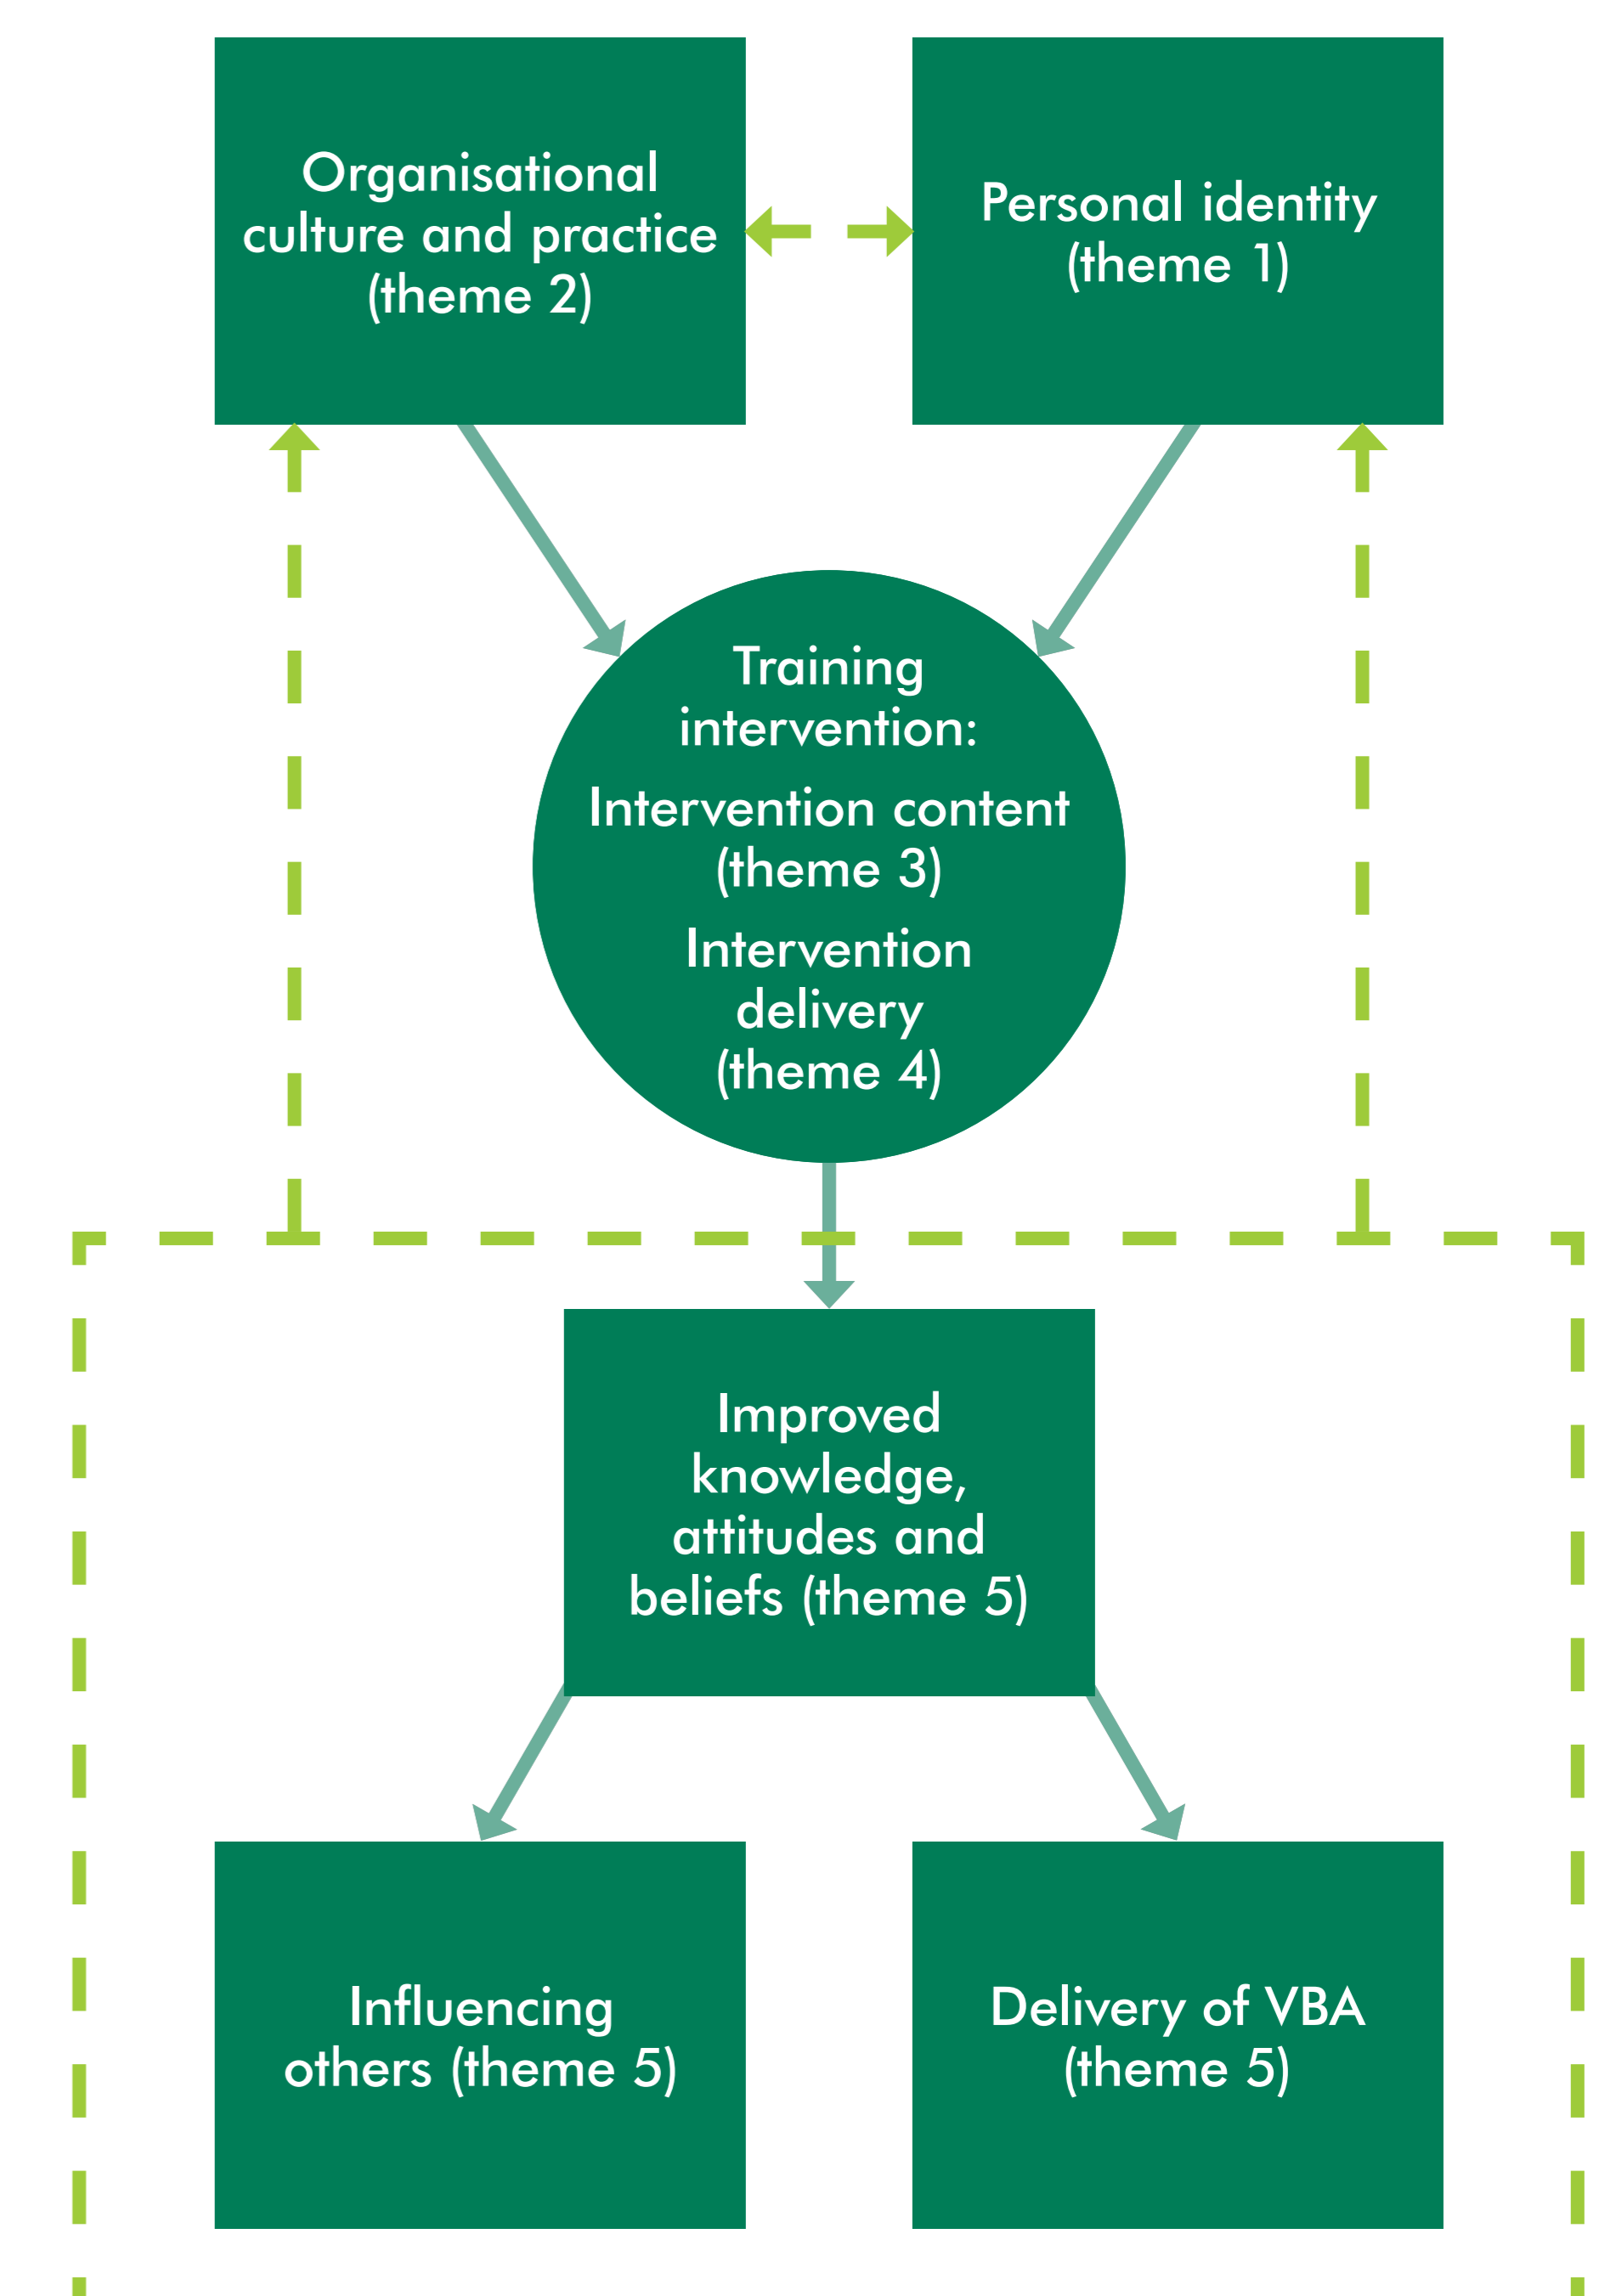 Organisational
culture and practice
(theme 2)
Personal identity
(theme 1)
Training
intervention:
Intervention content
(theme 3)
Intervention
delivery
(theme 4)
Improved
knowledge,
attitudes and
beliefs (theme 5)
Influencing
others (theme 5)
Delivery of VBA
(theme 5)